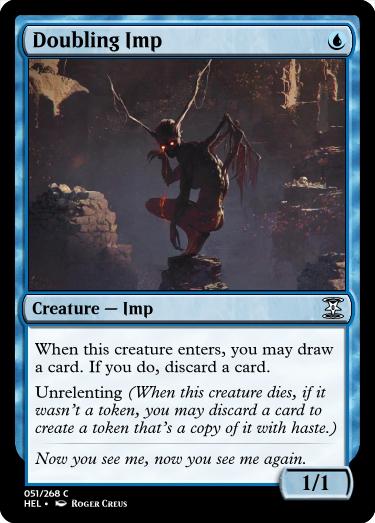 Doubling Imp
Creature — Imp
When this creature enters, you may draw
a card. If you do, discard a card.
Unrelenting (When this creature dies, if it
wasn't a token, you may discard a card to
create a token that's a copy of it with haste.)
Now you see me, now you see me again.
1/1
051/268 C
HEL • Roger Creus